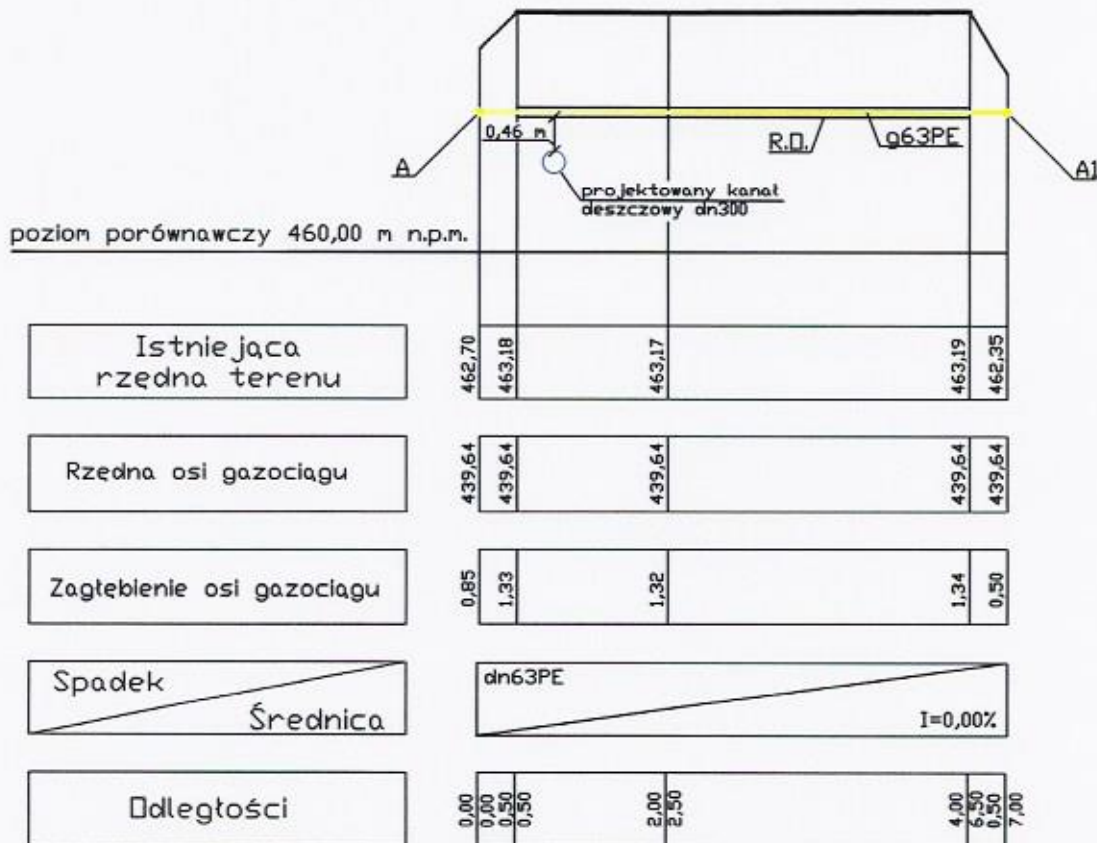 0,46 m
R.O.
g63PE
A
A1
projektowany kanał
deszczowy dn300
poziom porównawczy 460,00 m n.p.m.
Istniejąca
rzędna terenu
462,70
463,18
463,17
463,19
462,35
Rzędna osi gazociągu
439,64
439,64
439,64
439,64
439,64
Zagłębienie osi gazociągu
0,85
1,33
1,32
1,34
0,50
Spadek
Średnica
dn63PE
I=0,00%
Odległości
0,00
0,00
0,50
0,50
2,00
2,50
4,00
6,50
0,50
7,00